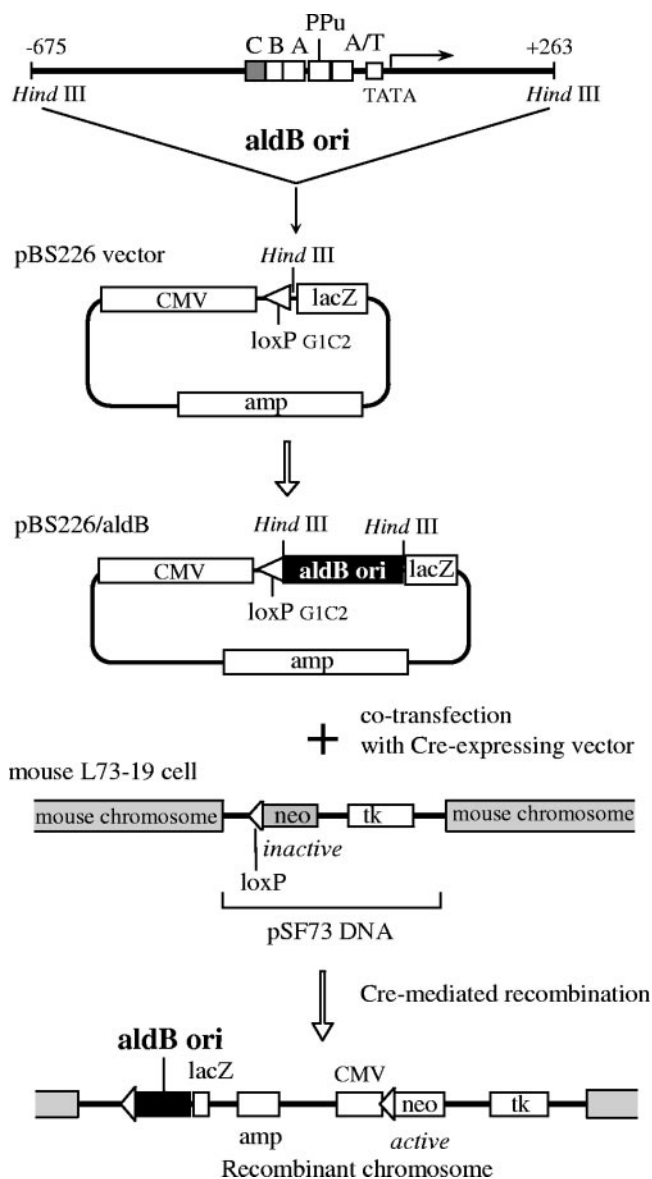 PPu
-675 C B A A/T +263
Hind III TATA Hind III
aldB ori
pBS226 vector
Hind III
CMV lacZ
loxP G1C2
amp
pBS226/aldB
Hind III Hind III
CMV aldB ori lacZ
loxP G1C2
amp
+ co-transfection
with Cre-expressing vector
mouse L73-19 cell
mouse chromosome neo tk mouse chromosome
inactive
loxP
pSF73 DNA
Cre-mediated recombination
aldB ori
lacZ CMV
neo tk
amp active
Recombinant chromosome